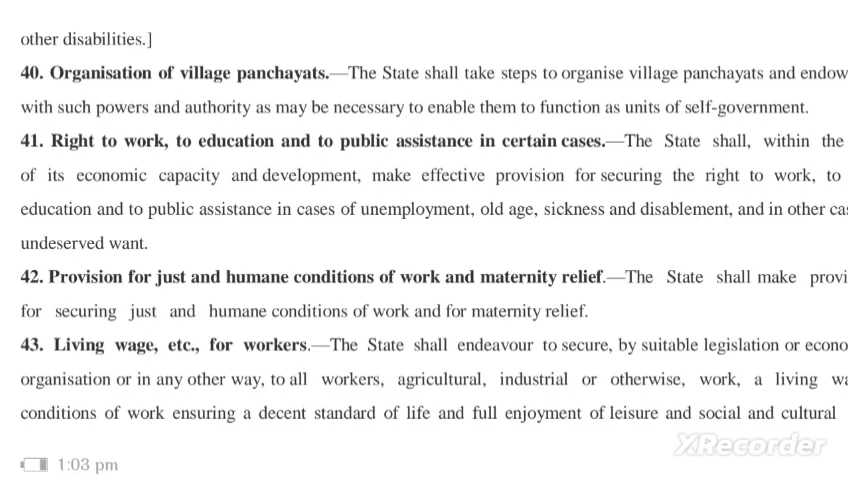 other disabilities.]
40. Organisation of village panchayats.—The State shall take steps to organise village panchayats and endow
with such powers and authority as may be necessary to enable them to function as units of self-government.
41. Right to work, to education and to public assistance in certain cases.—The State shall, within the
of its economic capacity and development, make effective provision for securing the right to work, to
education and to public assistance in cases of unemployment, old age, sickness and disablement, and in other
undeserved want.
42. Provision for just and humane conditions of work and maternity relief.—The State shall make
for securing just and humane conditions of work and for maternity relief.
43. Living wage, etc., for workers.—The State shall endeavour to secure, by suitable legislation or
organisation or in any other way, to all workers, agricultural, industrial or otherwise, work, a living
conditions of work ensuring a decent standard of life and full enjoyment of leisure and social and cultural
XRecorder
1:03 pm